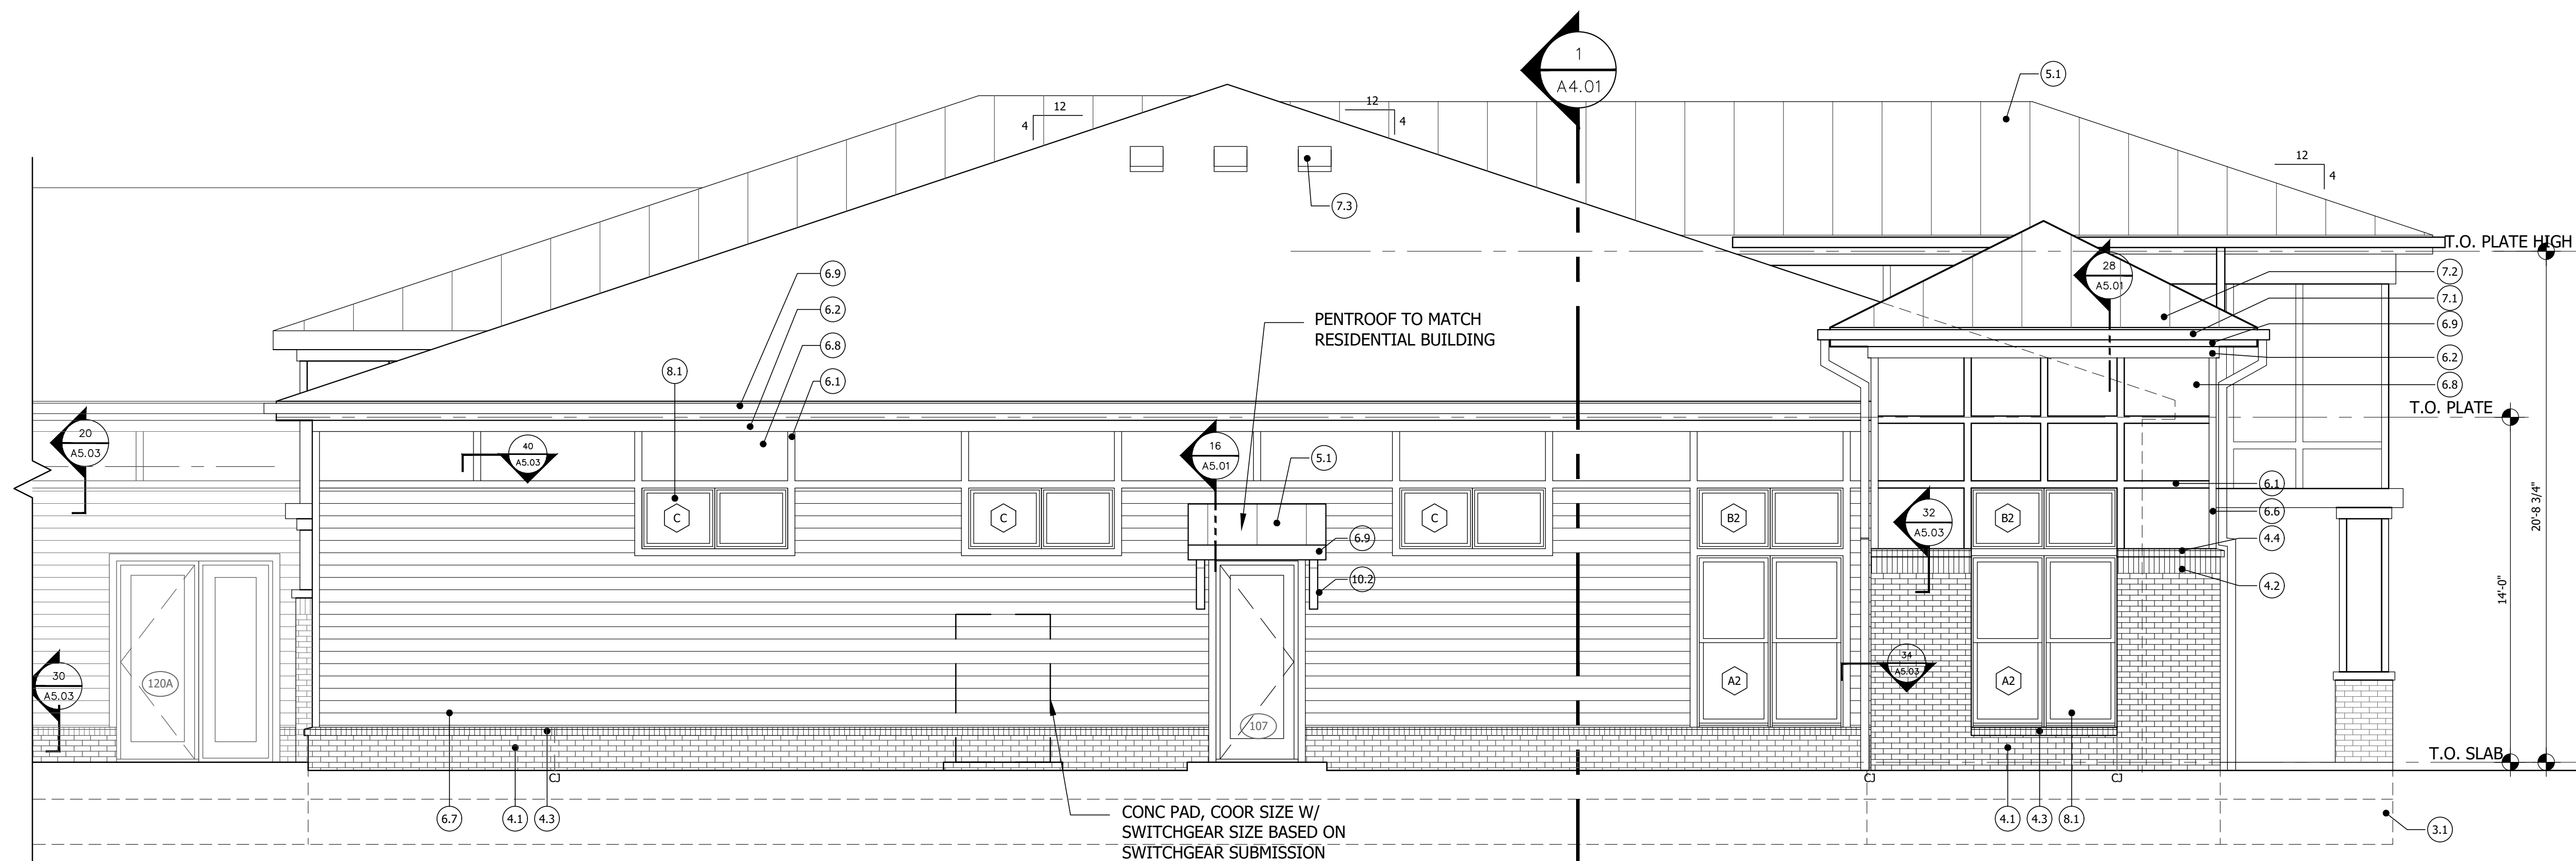 1
A4.01
5.1
12
4
12
4
12
4
7.3
T.O. PLATE HIGH
28
A5.01
7.2
7.1
6.9
6.2
6.8
6.9
6.2
6.8
6.1
8.1
PENTROOF TO MATCH
RESIDENTIAL BUILDING
T.O. PLATE
20
A5.03
40
A5.03
16
A5.01
5.1
6.1
6.6
4.4
4.2
C
C
C
B2
B2
32
A5.03
6.9
10.2
20'-8 3/4"
14'-0"
30
A5.03
120A
107
A2
34
A5.03
A2
T.O. SLAB
CJ
CJ
CJ
6.7
4.1
4.3
CONC PAD, COOR SIZE W/
SWITCHGEAR SIZE BASED ON
SWITCHGEAR SUBMISSION
4.1
4.3
8.1
3.1